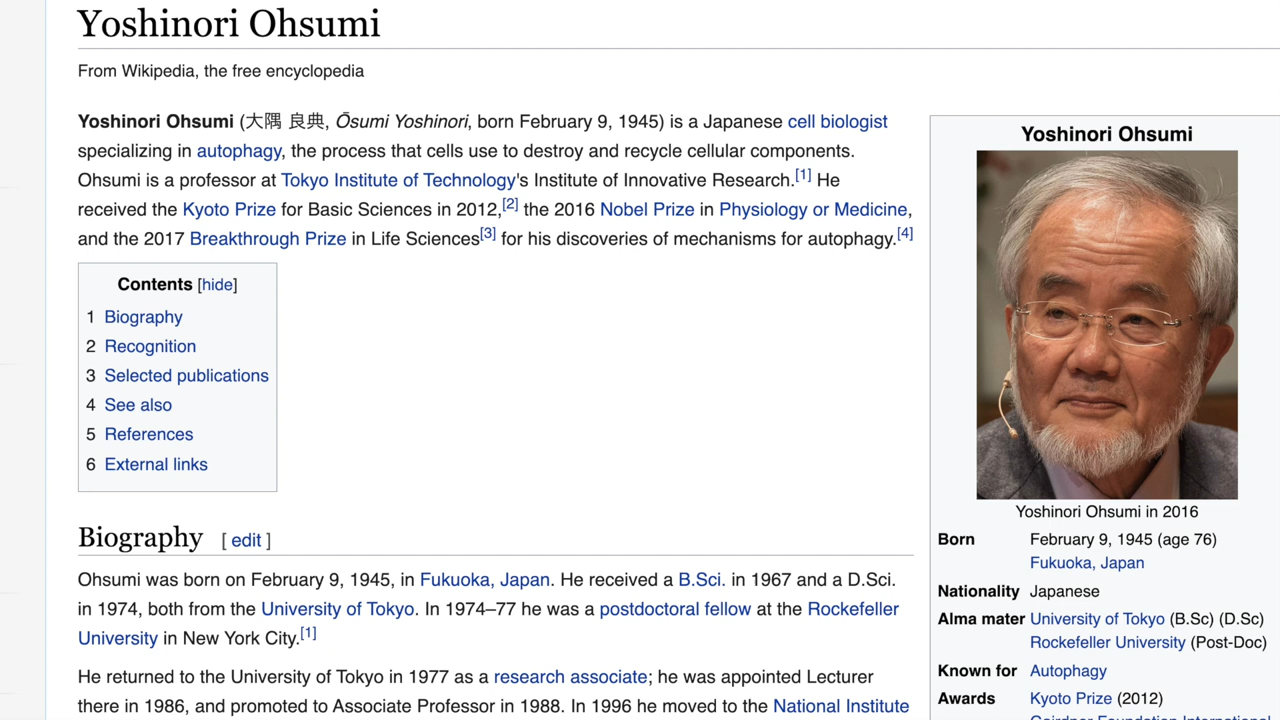 Yoshinori Ohsumi
From Wikipedia, the free encyclopedia
Yoshinori Ohsumi (大隅 良典, Ōsumi Yoshinori, born February 9, 1945) is a Japanese cell biologist
specializing in autophagy, the process that cells use to destroy and recycle cellular components.
Ohsumi is a professor at Tokyo Institute of Technology's Institute of Innovative Research.[1] He
received the Kyoto Prize for Basic Sciences in 2012,[2] the 2016 Nobel Prize in Physiology or Medicine,
and the 2017 Breakthrough Prize in Life Sciences[3] for his discoveries of mechanisms for autophagy.[4]
Contents [hide]
1 Biography
2 Recognition
3 Selected publications
4 See also
5 References
6 External links
Biography [ edit ]
Ohsumi was born on February 9, 1945, in Fukuoka, Japan. He received a B.Sci. in 1967 and a D.Sci.
in 1974, both from the University of Tokyo. In 1974–77 he was a postdoctoral fellow at the Rockefeller
University in New York City.[1]
He returned to the University of Tokyo in 1977 as a research associate; he was appointed Lecturer
there in 1986, and promoted to Associate Professor in 1988. In 1996 he moved to the National Institute
Yoshinori Ohsumi
Yoshinori Ohsumi in 2016
Born February 9, 1945 (age 76)
Fukuoka, Japan
Nationality Japanese
Alma mater University of Tokyo (B.Sc) (D.Sc)
Rockefeller University (Post-Doc)
Known for Autophagy
Awards Kyoto Prize (2012)